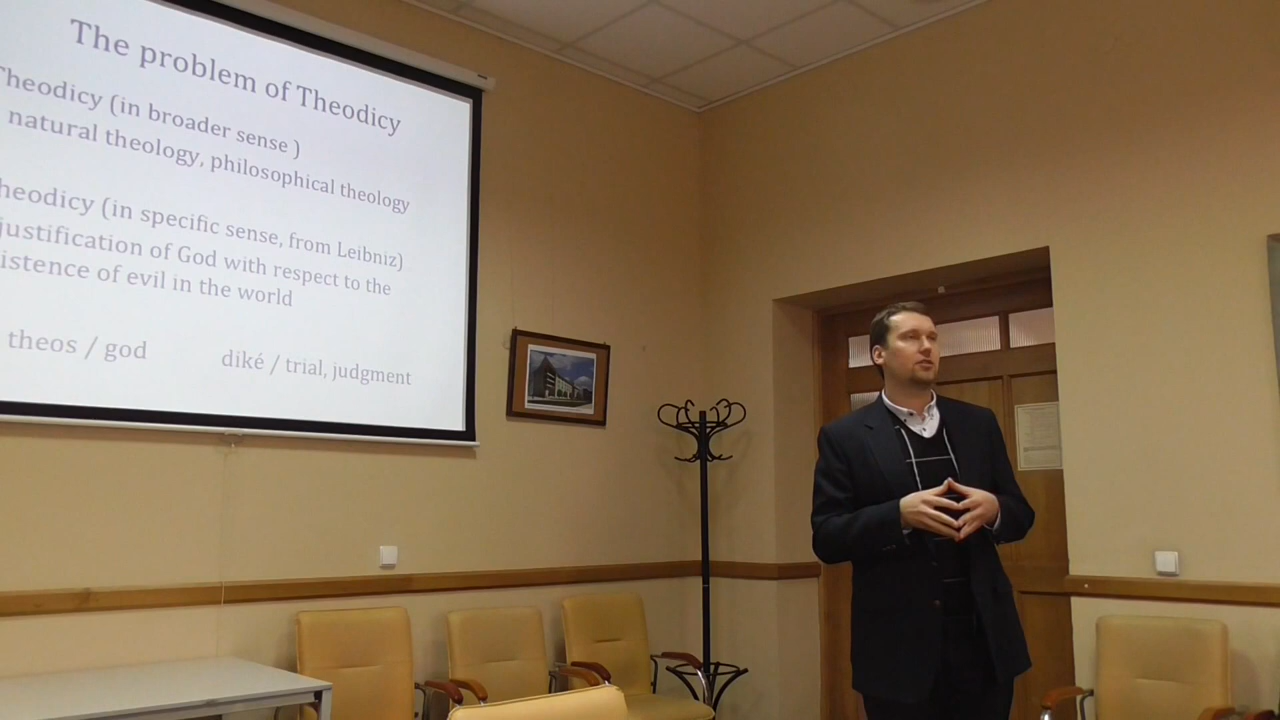 The problem of Theodicy
Theodicy (in broader sense )
natural theology, philosophical theology
heodicy (in specific sense, from Leibniz)
justification of God with respect to the
istence of evil in the world
theos / god diké / trial, judgment